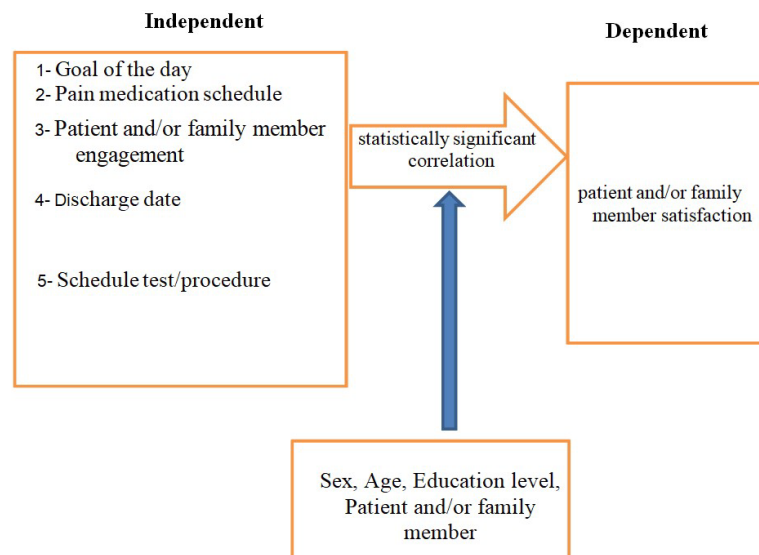 Independent
Dependent
1- Goal of the day
2- Pain medication schedule
3- Patient and/or family member
engagement
4- Discharge date
5- Schedule test/procedure
statistically significant
correlation
patient and/or family
member satisfaction
Sex, Age, Education level,
Patient and/or family
member